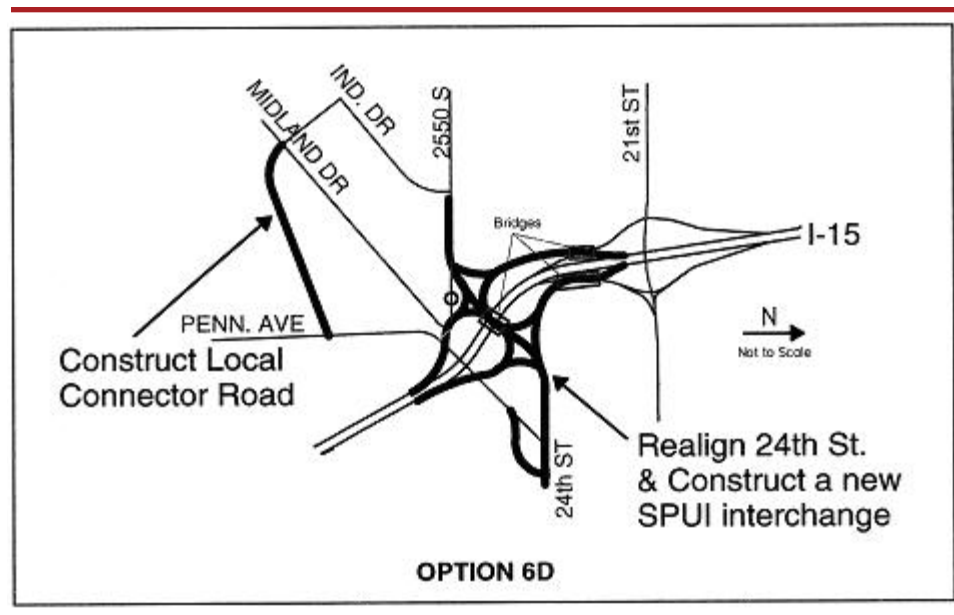 IND. DR
MIDLAND DR
2550 S
21st ST
Bridges
I-15
PENN. AVE
N
Not to Scale
Construct Local
Connector Road
24th ST
Realign 24th St.
& Construct a new
SPUI interchange
OPTION 6D